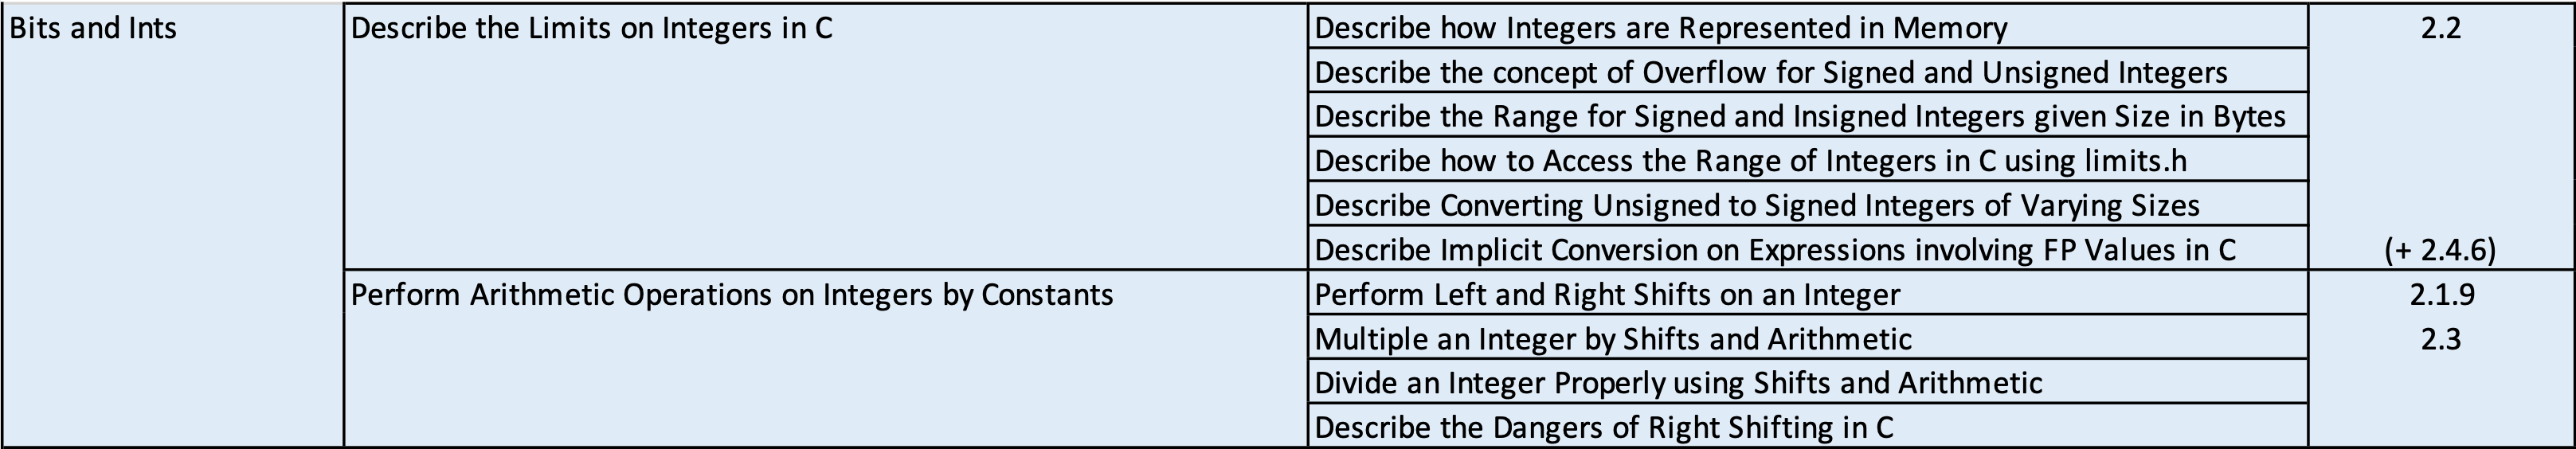 Bits and Ints
Describe the Limits on Integers in C
Describe how Integers are Represented in Memory
2.2
Describe the concept of Overflow for Signed and Unsigned Integers
Describe the Range for Signed and Insigned Integers given Size in Bytes
Describe how to Access the Range of Integers in C using limits.h
Describe Converting Unsigned to Signed Integers of Varying Sizes
Describe Implicit Conversion on Expressions involving FP Values in C
(+ 2.4.6)
Perform Arithmetic Operations on Integers by Constants
Perform Left and Right Shifts on an Integer
2.1.9
Multiple an Integer by Shifts and Arithmetic
2.3
Divide an Integer Properly using Shifts and Arithmetic
Describe the Dangers of Right Shifting in C